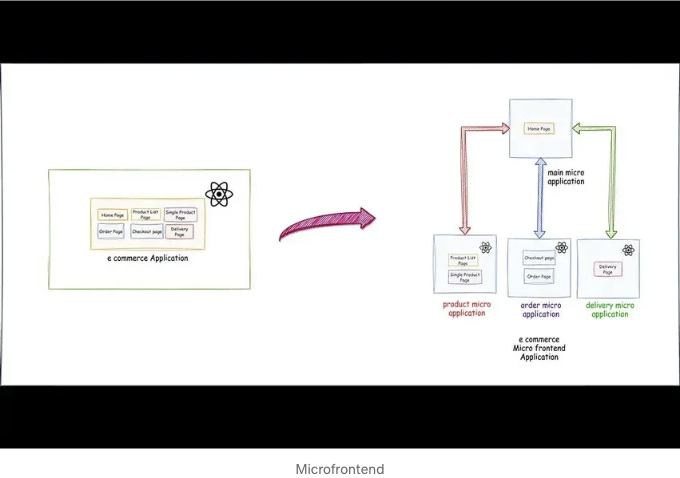 Home Page
Product List
Page
Single Product
Page
Order Page
Checkout page
Delivery
Page
e commerce Application
Home Page
main micro
application
Product List
Page
Single Product
Page
product micro
application
Checkout page
Order Page
order micro
application
Delivery
Page
delivery micro
application
e commerce
Micro frontend
Application
Microfrontend